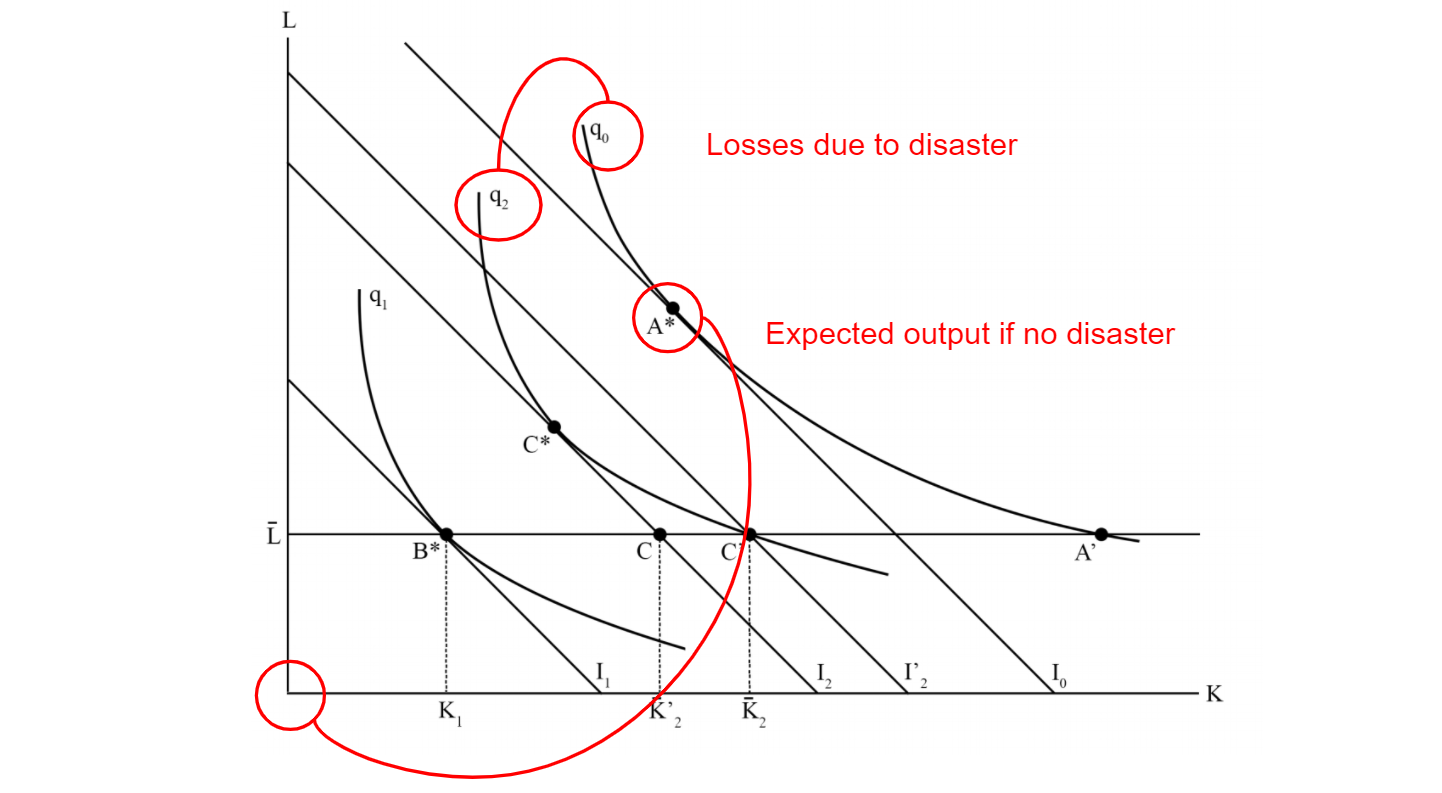 L
q₀
Losses due to disaster
q₂
q₁
A*
Expected output if no disaster
C*
L̄
B*
C
C'
A'
I₁
I₂
I'₂
I₀
K
K₁
K̄'₂
K̄₂